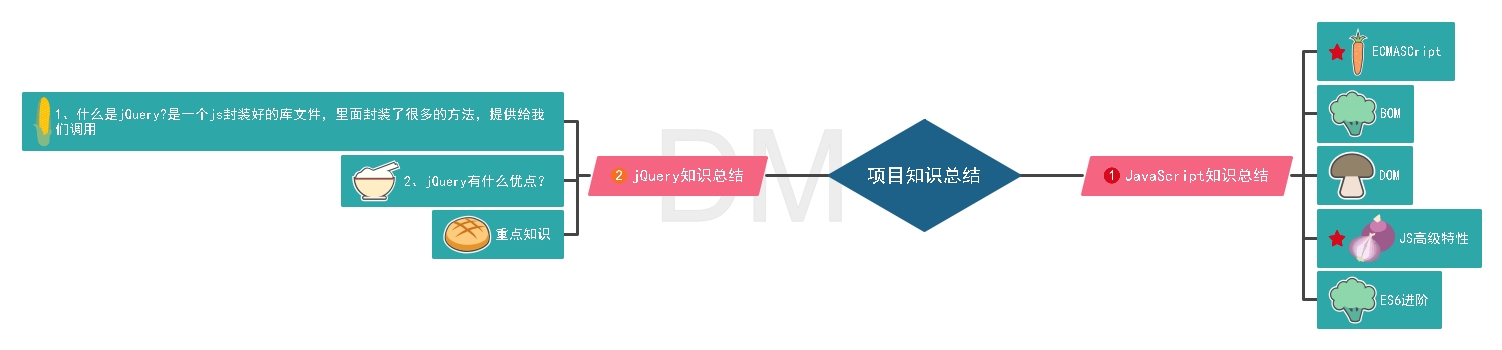 项目知识总结
1 JavaScript知识总结
ECMASCript
BOM
DOM
JS高级特性
ES6进阶
2 jQuery知识总结
1、什么是jQuery?是一个js封装好的库文件，里面封装了很多的方法，提供给我
们调用
2、jQuery有什么优点？
重点知识
DM